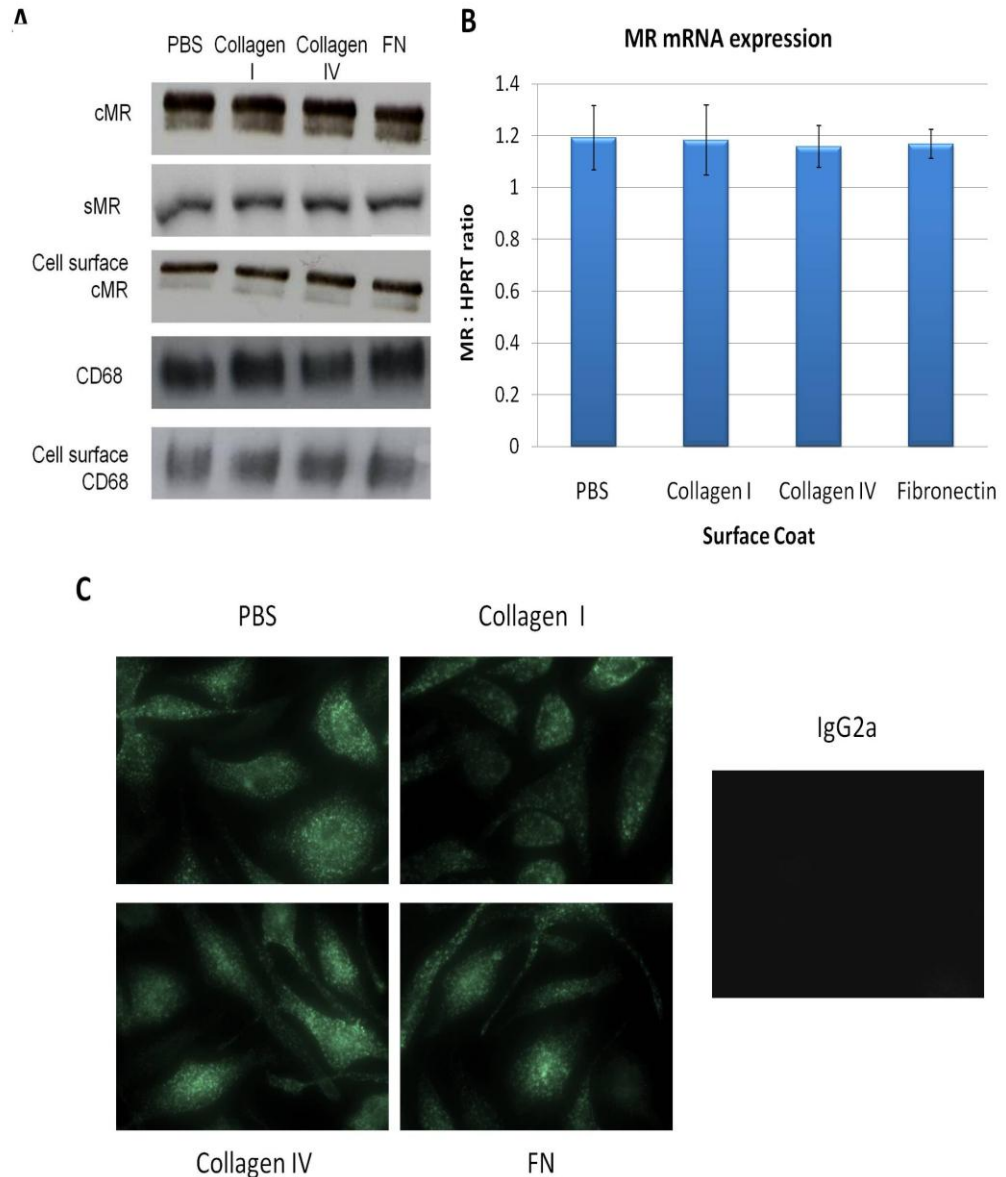 A
PBS Collagen I Collagen IV FN
cMR
sMR
Cell surface cMR
CD68
Cell surface CD68
B
MR mRNA expression
MR : HPRT ratio
1.4
1.2
1
0.8
0.6
0.4
0.2
0
PBS Collagen I Collagen IV Fibronectin
Surface Coat
C
PBS Collagen I
IgG2a
Collagen IV FN